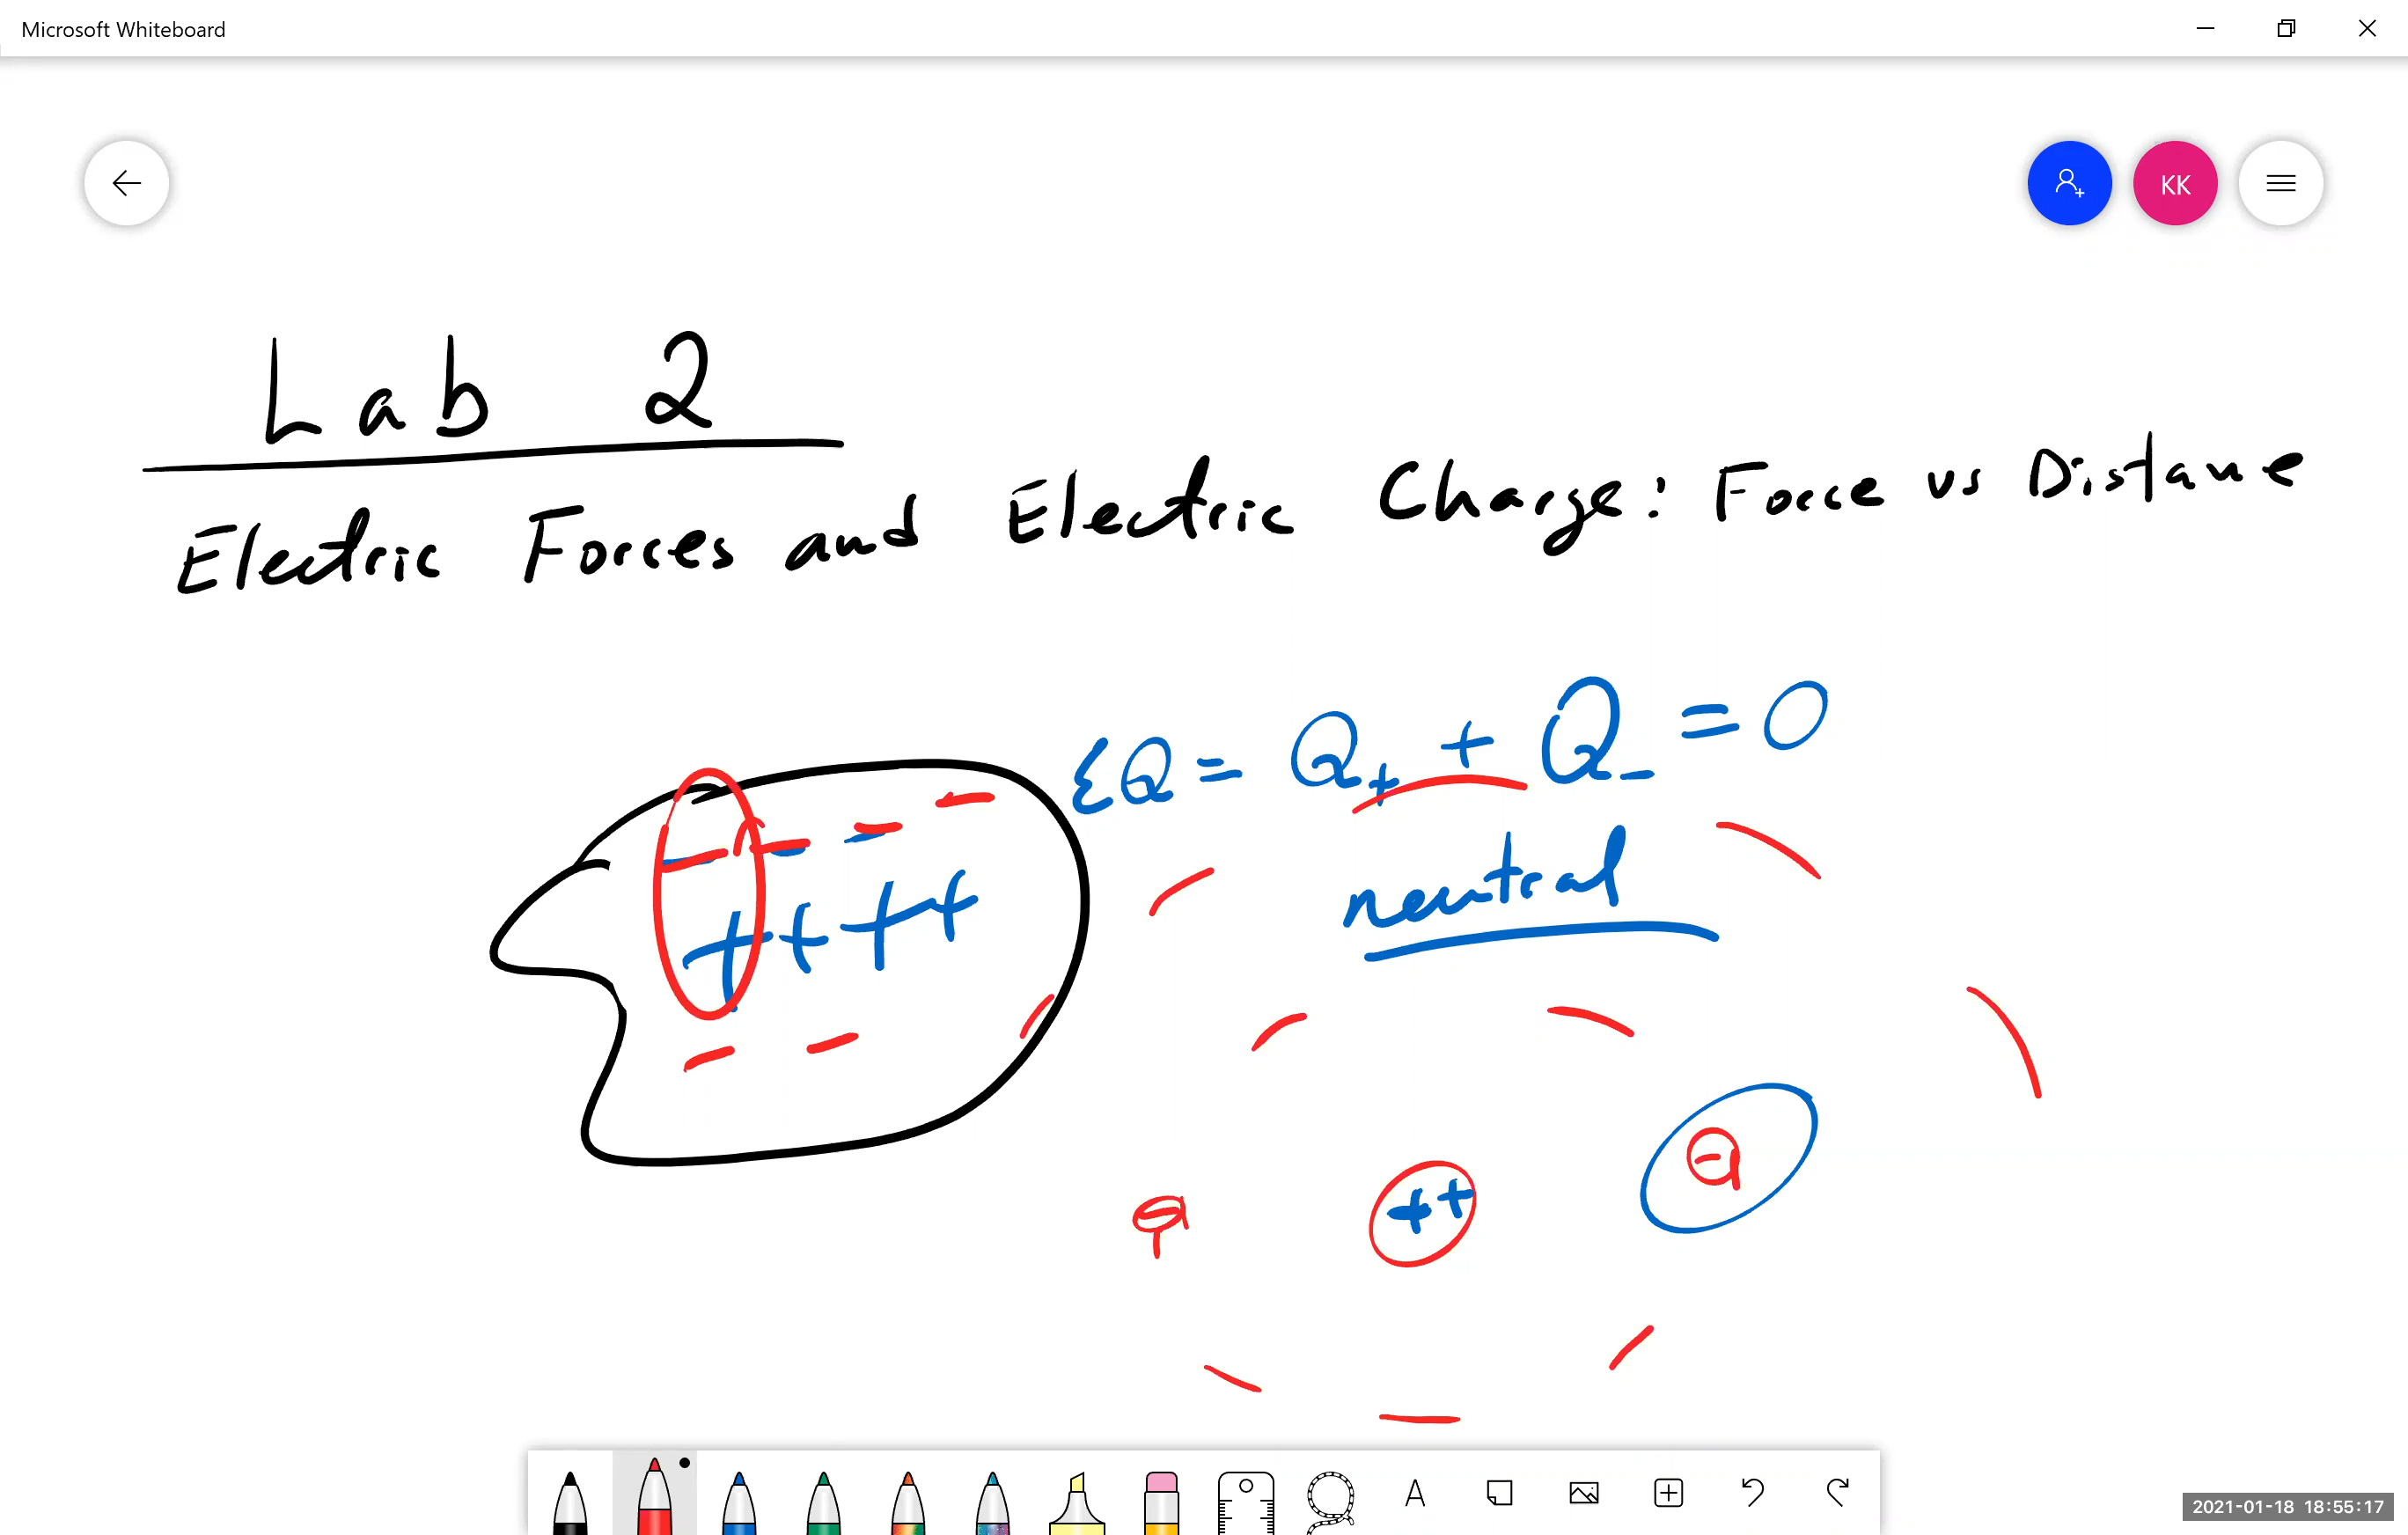 Microsoft Whiteboard
KK
Lab 2
Electric Forces and Electric Charge: Force vs Distance
ΣQ = Q₊ + Q₋ = 0
- - - -
+ + + +
neutral
- -
-
+ +
-
A
2021-01-18 18:55:17